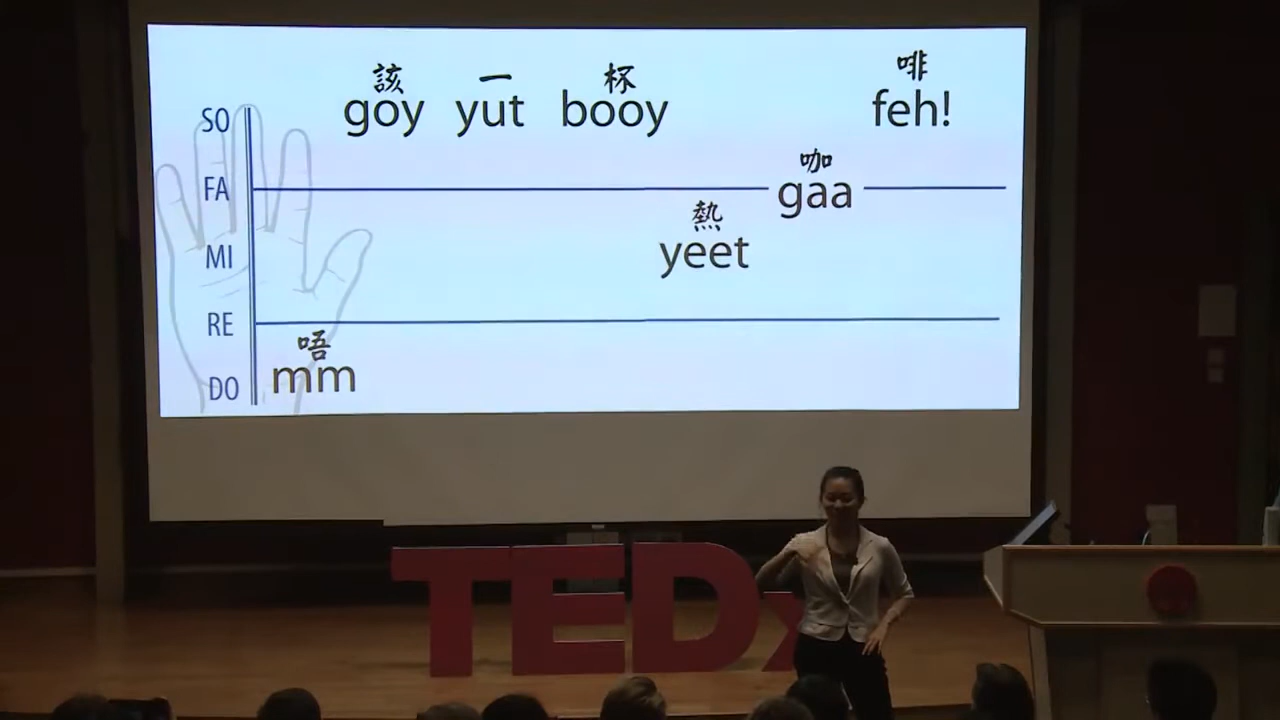 該 一 杯 啡
SO goy yut booy feh!
咖
FA gaa
熱
MI yeet
RE
唔
DO mm
TEDx